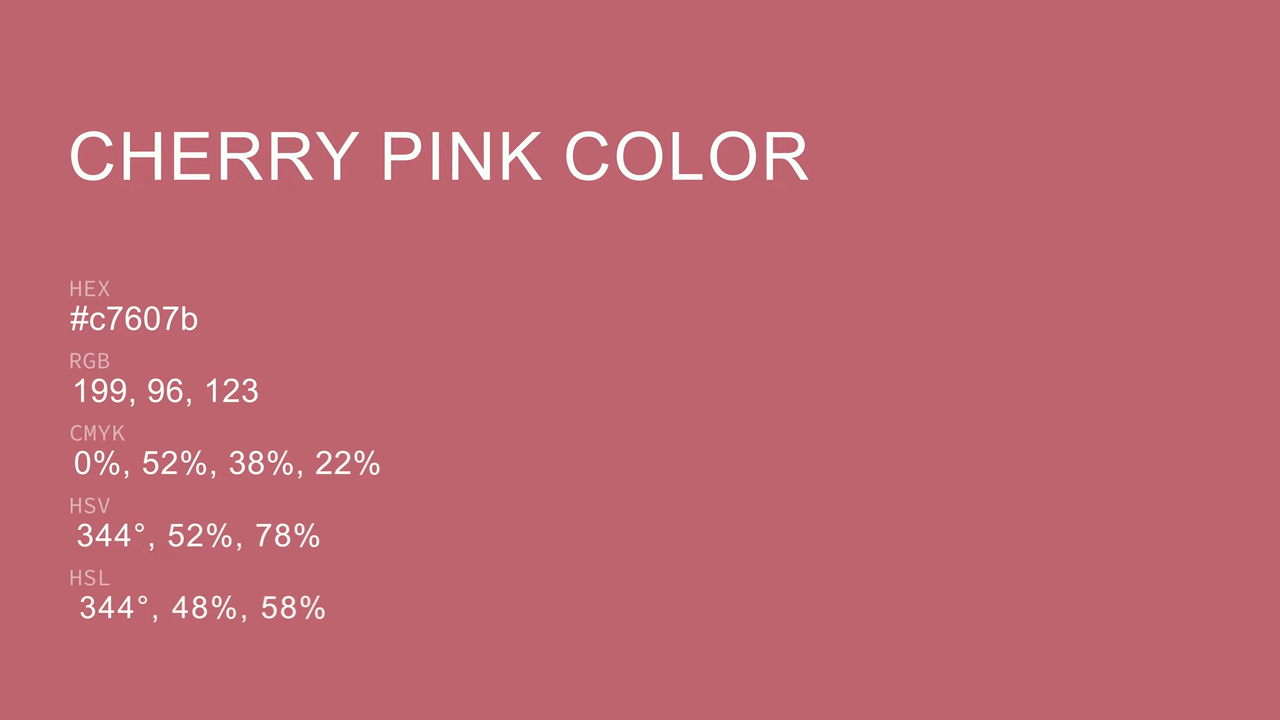 CHERRY PINK COLOR
HEX
#c7607b
RGB
199, 96, 123
CMYK
0%, 52%, 38%, 22%
HSV
344°, 52%, 78%
HSL
344°, 48%, 58%